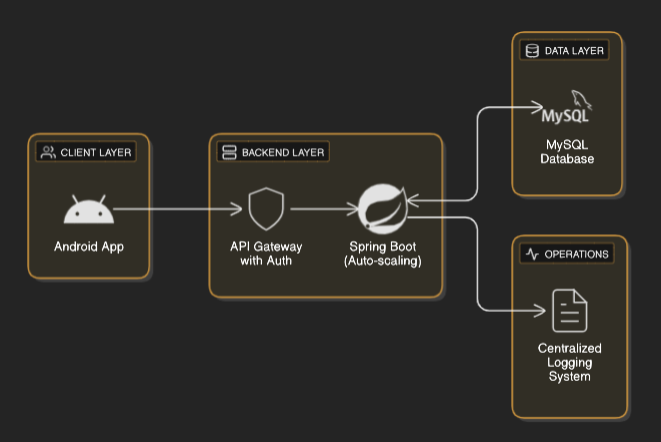 CLIENT LAYER
Android App
BACKEND LAYER
API Gateway
with Auth
Spring Boot
(Auto-scaling)
DATA LAYER
MySQL
MySQL
Database
OPERATIONS
Centralized
Logging
System